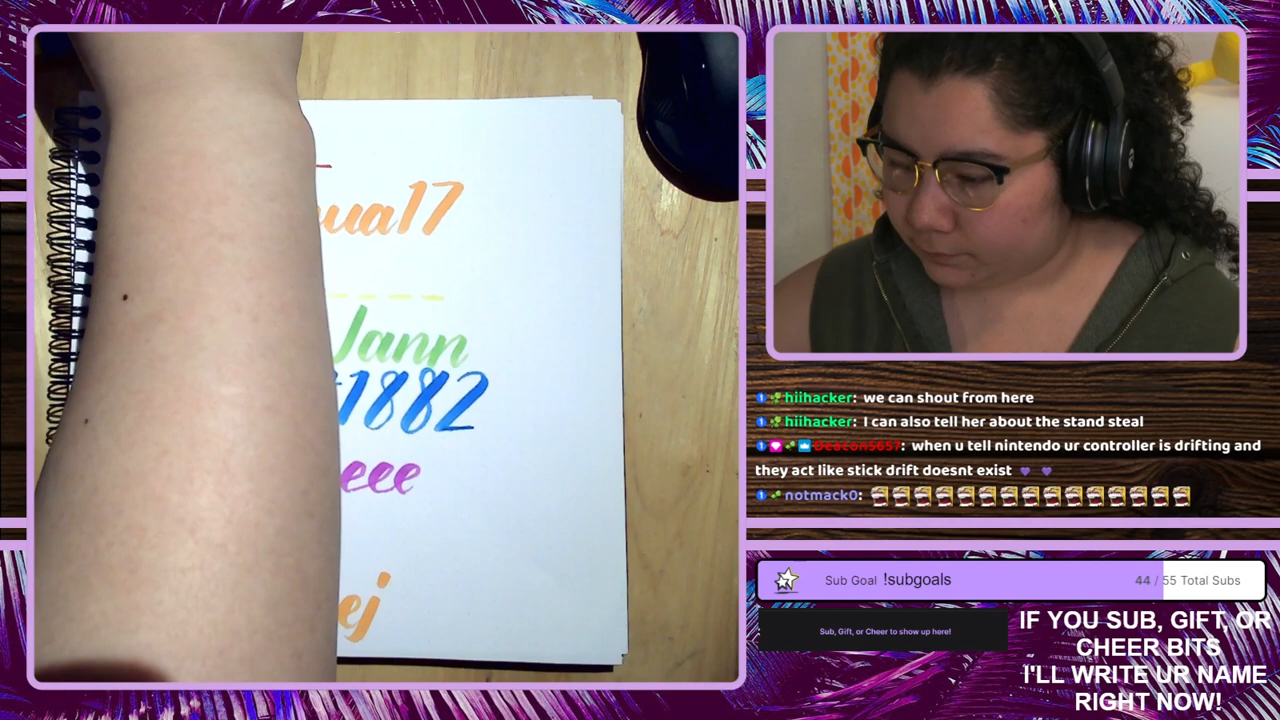 ua17
Jann
1882
eee
ej
hiihacker: we can shout from here
hiihacker: I can also tell her about the stand steal
Deacon5657: when u tell nintendo ur controller is drifting and
they act like stick drift doesnt exist
notmack0:
Sub Goal !subgoals 44 / 55 Total Subs
Sub, Gift, or Cheer to show up here!
IF YOU SUB, GIFT, OR
CHEER BITS
I'LL WRITE UR NAME
RIGHT NOW!